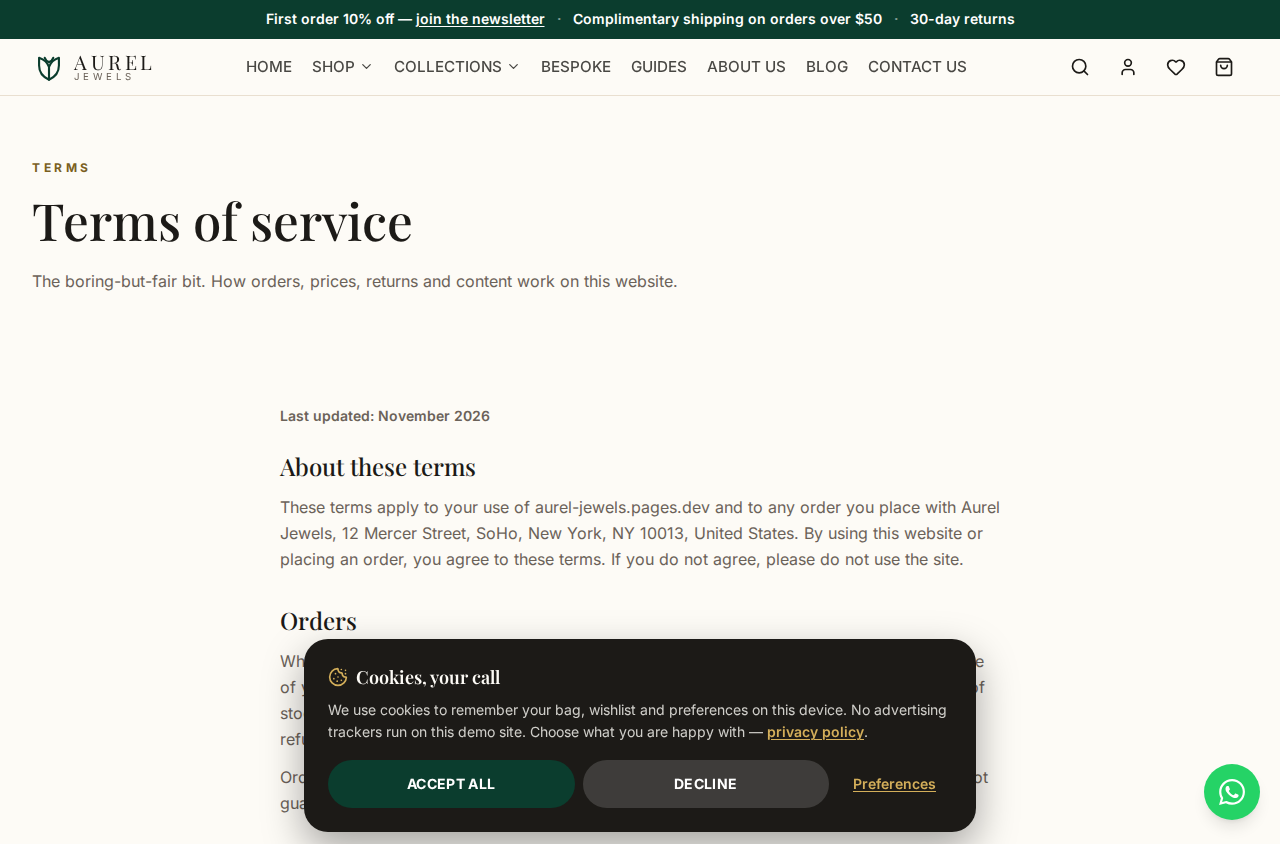 First order 10% off — join the newsletter · Complimentary shipping on orders over $50 · 30-day returns
AUREL
JEWELS
HOME SHOP COLLECTIONS BESPOKE GUIDES ABOUT US BLOG CONTACT US
TERMS
Terms of service
The boring-but-fair bit. How orders, prices, returns and content work on this website.
Last updated: November 2026
About these terms
These terms apply to your use of aurel-jewels.pages.dev and to any order you place with Aurel
Jewels, 12 Mercer Street, SoHo, New York, NY 10013, United States. By using this website or
placing an order, you agree to these terms. If you do not agree, please do not use the site.
Orders
of
Cookies, your call
We use cookies to remember your bag, wishlist and preferences on this device. No advertising
trackers run on this demo site. Choose what you are happy with — privacy policy.
ACCEPT ALL DECLINE Preferences